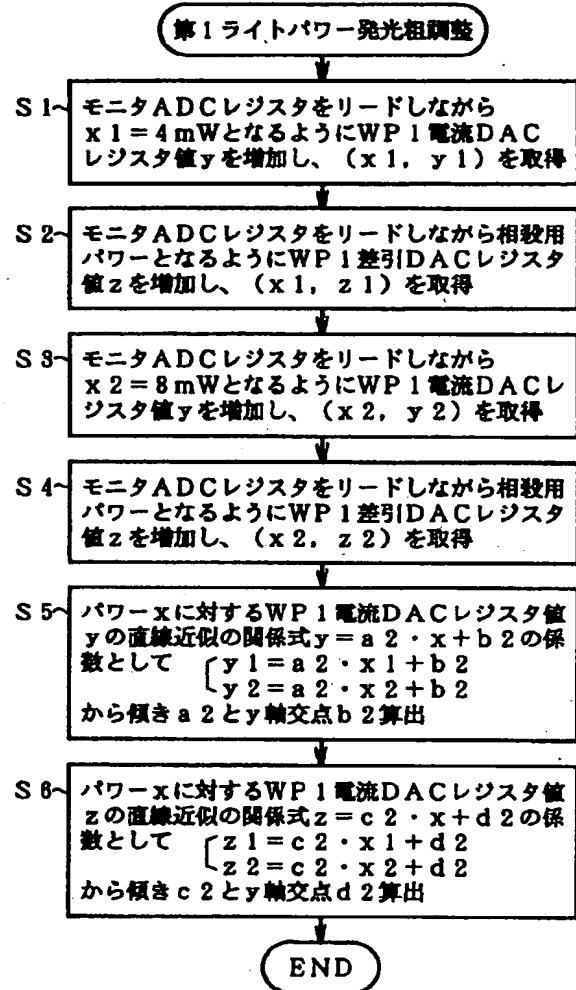 第1ライトパワー発光粗調整
S1 モニタADCレジスタをリードしながら
x1=4mWとなるようにWP1電流DAC
レジスタ値yを増加し、(x1, y1)を取得
S2 モニタADCレジスタをリードしながら相殺用
パワーとなるようにWP1差引DACレジスタ
値zを増加し、(x1, z1)を取得
S3 モニタADCレジスタをリードしながら
x2=8mWとなるようにWP1電流DACレ
ジスタ値yを増加し、(x2, y2)を取得
S4 モニタADCレジスタをリードしながら相殺用
パワーとなるようにWP1差引DACレジスタ
値zを増加し、(x2, z2)を取得
S5 パワーxに対するWP1電流DACレジスタ値
yの直線近似の関係式y=a2・x+b2の係
数として y1=a2・x1+b2
y2=a2・x2+b2
から傾きa2とy軸交点b2算出
S6 パワーxに対するWP1電流DACレジスタ値
zの直線近似の関係式z=c2・x+d2の係
数として z1=c2・x1+d2
z2=c2・x2+d2
から傾きc2とy軸交点d2算出
END